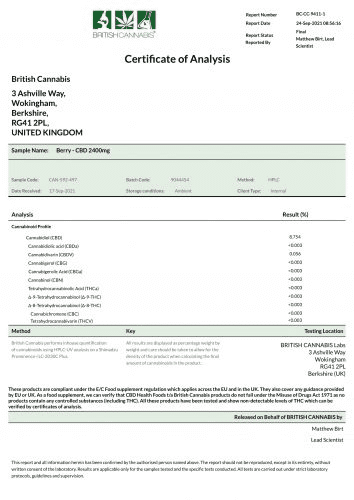 BRITISH CANNABIS
Report Number BC-CC 9411-1
Report Date 24-Sep-2021 08:56:16
Report Status Final
Reported By Matthew Birt, Lead Scientist
Certificate of Analysis
British Cannabis
3 Ashville Way,
Wokingham,
Berkshire,
RG41 2PL,
UNITED KINGDOM
Sample Name: Berry - CBD 2400mg
Sample Code: CAN-592-497 Batch Code: 9044454 Method: HPLC
Date Received: 17-Sep-2021 Storage conditions: Ambient Client Type: Internal
Analysis Result (%)
Cannabinoid Profile
Cannabidiol (CBD) 8.754
Cannabidiolic acid (CBDa) <0.003
Cannabidivarin (CBDV) 0.056
Cannabigerol (CBG) <0.003
Cannabigerolic Acid (CBGa) <0.003
Cannabinol (CBN) <0.003
Tetrahydrocannabinolic Acid (THCa) <0.003
Δ-9-Tetrahydrocannabinol (Δ-9-THC) <0.003
Δ-8-Tetrahydrocannabinol (Δ-8-THC) <0.003
Cannabichromene (CBC) <0.003
Tetrahydrocannabivarin (THCV) <0.003
Method Key Testing Location
British Cannabis performs inhouse quantification
of cannabinoids using HPLC-UV analysis on a Shimadzu
Prominence-i LC-2030C Plus.
All results are displayed as percentage weight by
weight and care should be taken to allow for the
density of the product when calculating the final
amount of cannabinoids in the product.
BRITISH CANNABIS Labs
3 Ashville Way
Wokingham
RG41 2PL
Berkshire (UK)
These products are compliant under the E/C Food supplement regulation which applies across the EU and in the UK. They also cary any guidance provided
by EU or UK. As a food supplement, we can verify that CBD Health Foods t/a British Cannabis products do not fall under the Misuse of Drugs Act 1971 as no
products contain any controlled substances (including THC). All these products have been tested and show non detectable levels of THC which can be
verified by certificates of analysis.
Released on Behalf of BRITISH CANNABIS by
Matthew Birt
Lead Scientist
This report and all information herein has been confirmed by the authorised person named above. The report should not be reproduced, except in its entirety, without
written consent of the laboratory. Results are applicable only for the samples tested and the specific tests conducted. All tests are carried out under strict laboratory
protocols, guidelines and supervision.